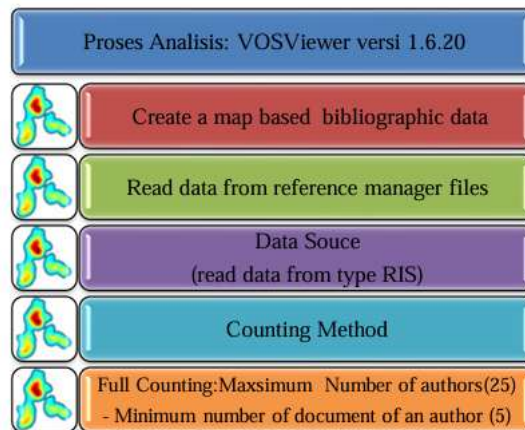 Proses Analisis: VOSViewer versi 1.6.20
Create a map based bibliographic data
Read data from reference manager files
Data Souce
(read data from type RIS)
Counting Method
Full Counting:Maxsimum Number of authors(25)
- Minimum number of document of an author (5)